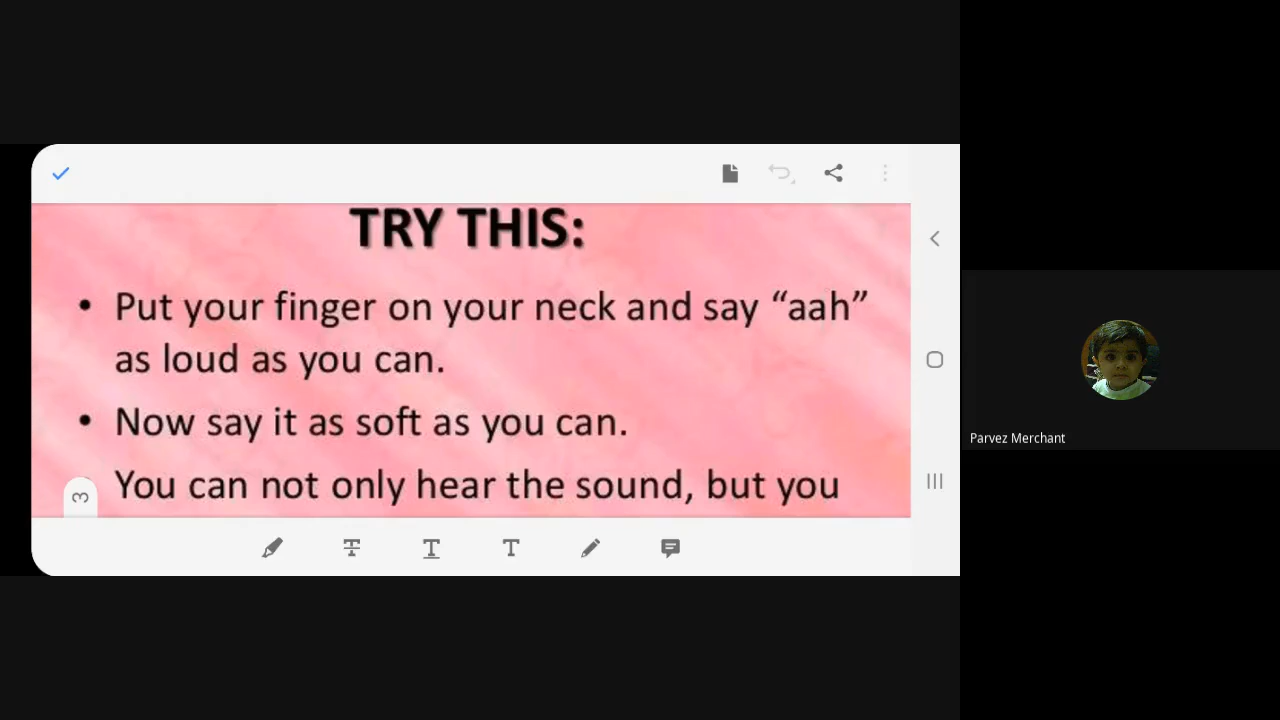 TRY THIS:
• Put your finger on your neck and say “aah”
as loud as you can.
• Now say it as soft as you can.
You can not only hear the sound, but you
3
Parvez Merchant